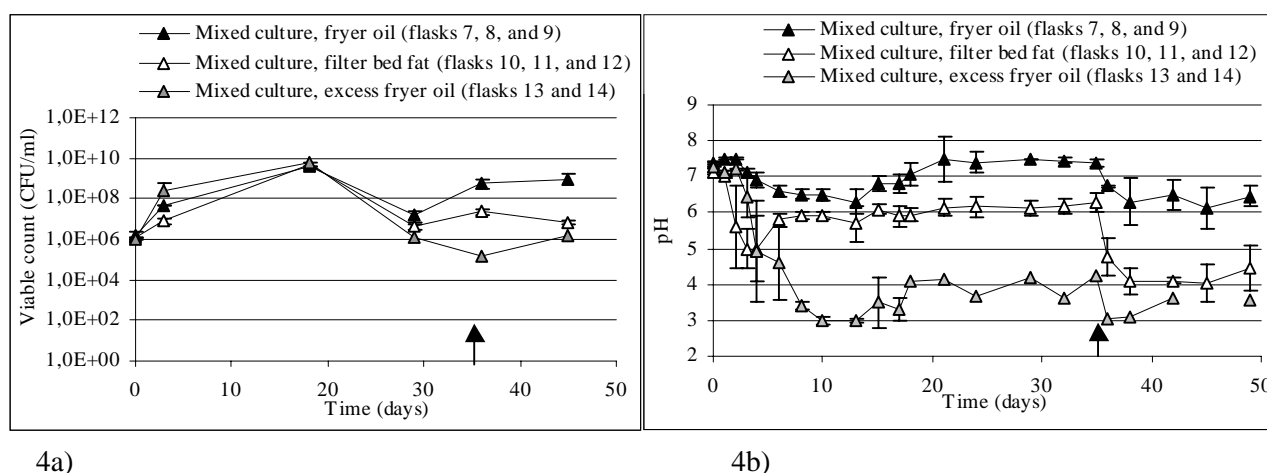 Mixed culture, fryer oil (flasks 7, 8, and 9)
Mixed culture, filter bed fat (flasks 10, 11, and 12)
Mixed culture, excess fryer oil (flasks 13 and 14)
1,0E+12
1,0E+10
1,0E+08
1,0E+06
1,0E+04
1,0E+02
1,0E+00
Viable count (CFU/ml)
0 10 20 30 40 50
Time (days)
4a)
Mixed culture, fryer oil (flasks 7, 8, and 9)
Mixed culture, filter bed fat (flasks 10, 11, and 12)
Mixed culture, excess fryer oil (flasks 13 and 14)
9
8
7
6
5
4
3
2
pH
0 10 20 30 40 50
Time (days)
4b)